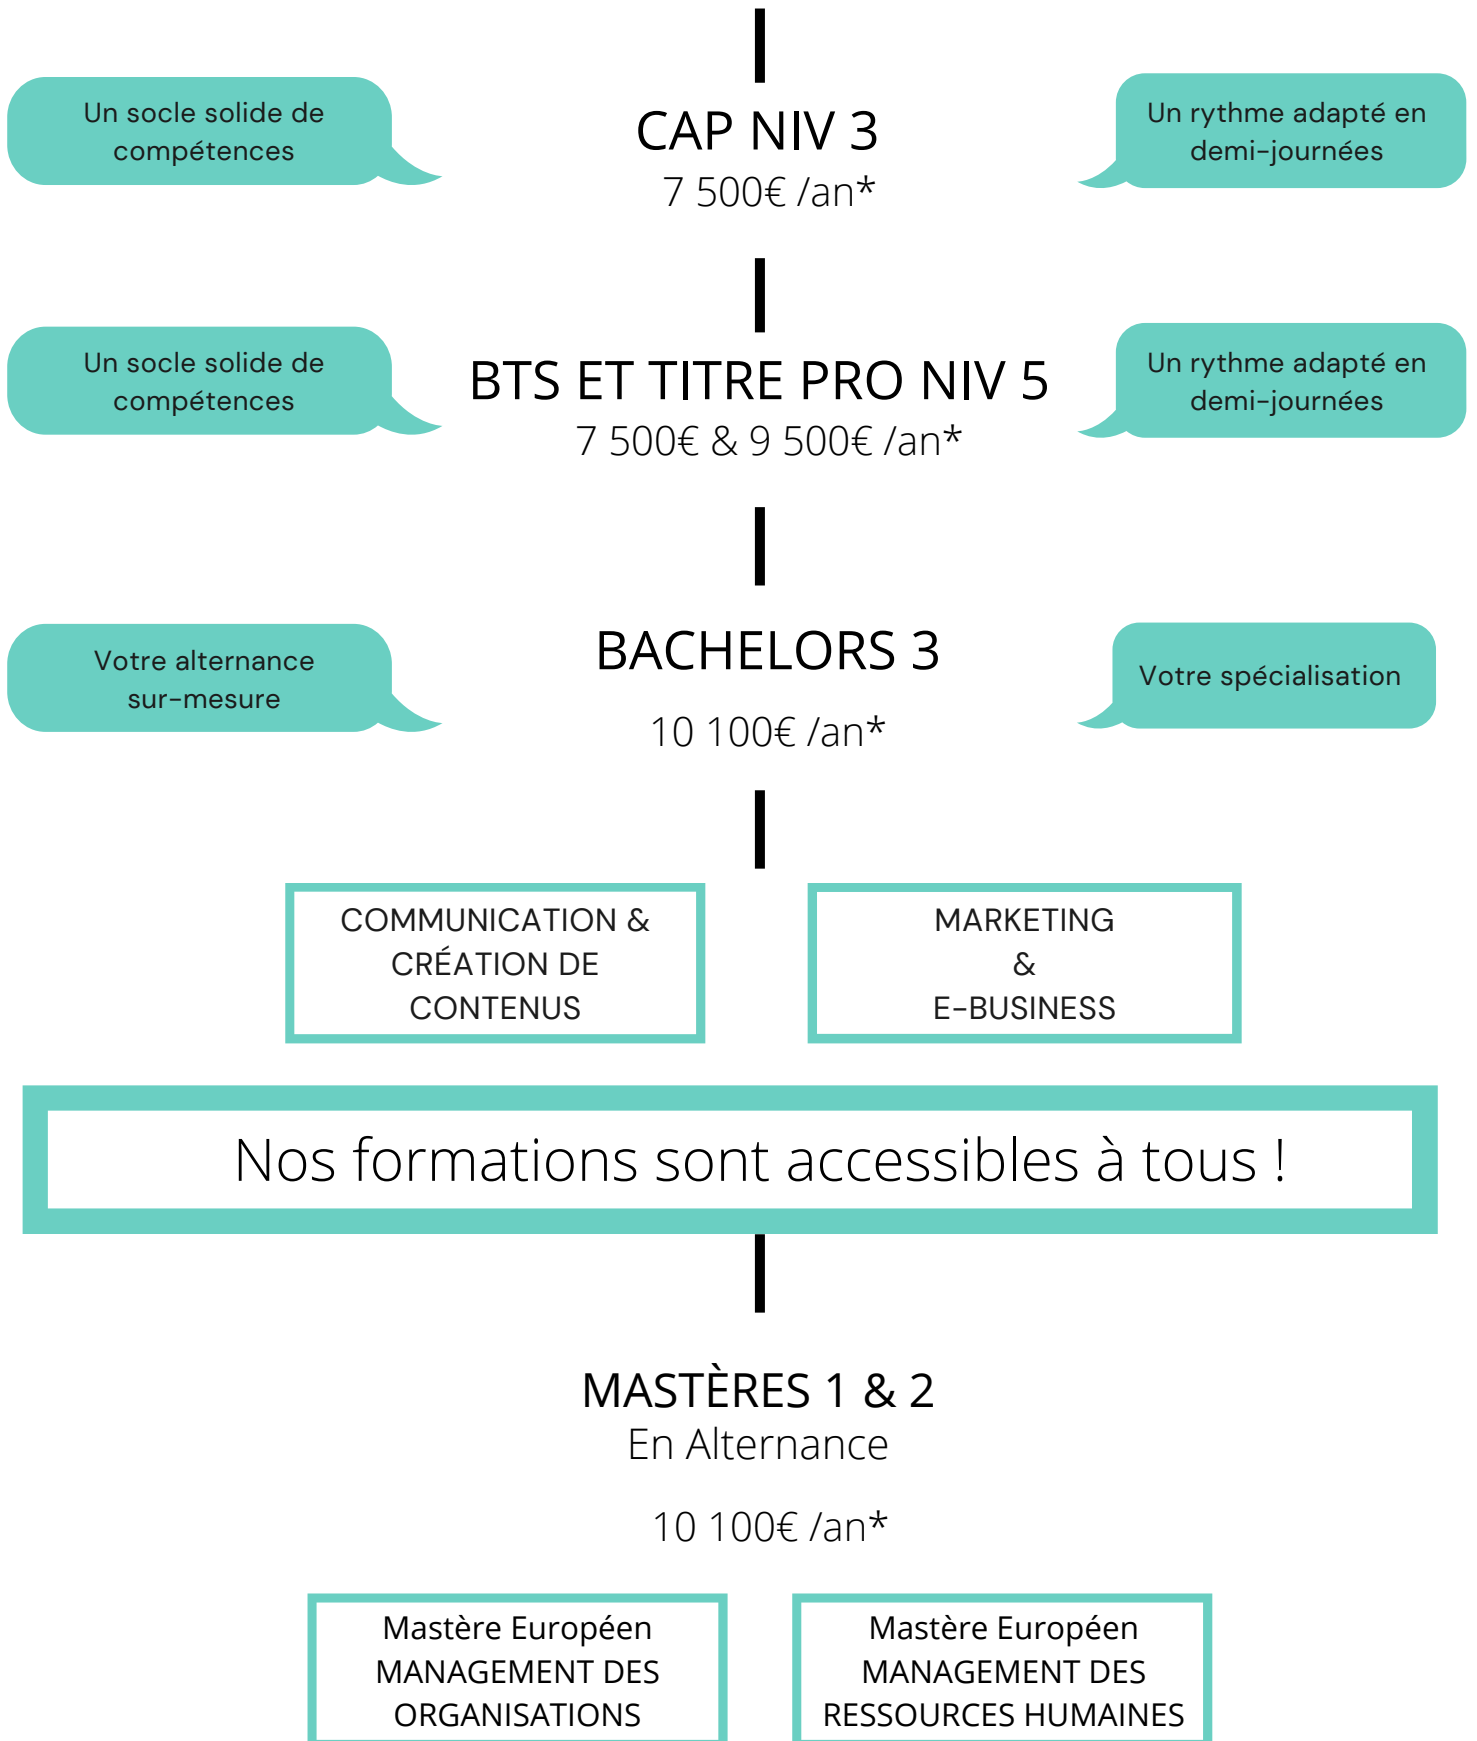 Un socle solide de
compétences
CAP NIV 3
7 500€ /an*
Un rythme adapté en
demi-journées
Un socle solide de
compétences
BTS ET TITRE PRO NIV 5
7 500€ & 9 500€ /an*
Un rythme adapté en
demi-journées
Votre alternance
sur-mesure
BACHELORS 3
10 100€ /an*
Votre spécialisation
COMMUNICATION &
CRÉATION DE
CONTENUS
MARKETING
&
E-BUSINESS
Nos formations sont accessibles à tous !
MASTÈRES 1 & 2
En Alternance
10 100€ /an*
Mastère Européen
MANAGEMENT DES
ORGANISATIONS
Mastère Européen
MANAGEMENT DES
RESSOURCES HUMAINES